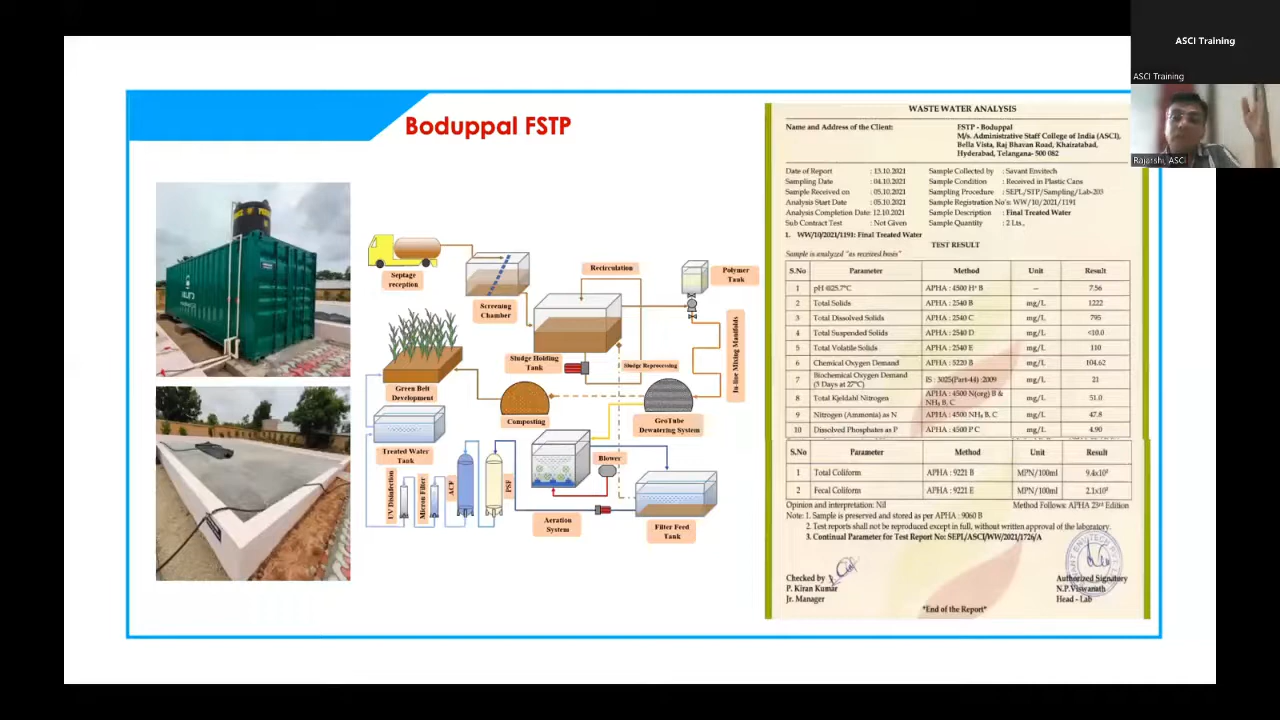 ASCI Training
ASCI Training
Rajarshi, ASCI
Boduppal FSTP
Septage
reception
Screening
Chamber
Recirculation
Polymer
Tank
Sludge Holding
Tank
Sludge Reprocessing
In-line Mixing Manifolds
Green Belt
Development
Composting
GeoTube
Dewatering System
Treated Water
Tank
Blower
UV Disinfection
Micron Filter
ACF
PSF
Aeration
System
Filter Feed
Tank
WASTE WATER ANALYSIS
Name and Address of the Client: FSTP - Boduppal
M/s. Administrative Staff College of India (ASCI),
Bella Vista, Raj Bhavan Road, Khairatabad,
Hyderabad, Telangana- 500 082
Date of Report : 13.10.2021 Sample Collected by : Savant Envitech
Sampling Date : 04.10.2021 Sample Condition : Received in Plastic Cans
Sample Received on : 05.10.2021 Sampling Procedure : SEPL/STP/Sampling/Lab-203
Analysis Start Date : 05.10.2021 Sample Registration No's: WW/10/2021/1191
Analysis Completion Date: 12.10.2021 Sample Description : Final Treated Water
Sub Contract Test : Not Given Sample Quantity : 2 Lts.,
1. WW/10/2021/1191: Final Treated Water
TEST RESULT
Sample is analyzed "as received basis"
S.No Parameter Method Unit Result
1 pH @25.7°C APHA : 4500 H⁺ B -- 7.56
2 Total Solids APHA : 2540 B mg/L 1222
3 Total Dissolved Solids APHA : 2540 C mg/L 795
4 Total Suspended Solids APHA : 2540 D mg/L <10.0
5 Total Volatile Solids APHA : 2540 E mg/L 110
6 Chemical Oxygen Demand APHA : 5220 B mg/L 104.62
7 Biochemical Oxygen Demand (3 Days at 27°C) IS : 3025(Part-44) :2009 mg/L 21
8 Total Kjeldahl Nitrogen APHA : 4500 N(org) B & NH₃ B, C mg/L 51.0
9 Nitrogen (Ammonia) as N APHA : 4500 NH₃ B, C mg/L 47.8
10 Dissolved Phosphates as P APHA : 4500 P C mg/L 4.90
S.No Parameter Method Unit Result
1 Total Coliform APHA : 9221 B MPN/100ml
2 Fecal Coliform APHA : 9221 E MPN/100ml
Opinion and interpretation: Nil Method Follows: APHA 23rd Edition
Note: 1. Sample is preserved and stored as per APHA : 9060 B
2. Test reports shall not be reproduced except in full, without written approval of the laboratory.
3. Continual Parameter for Test Report No: SEPL/ASCI/WW/2021/1726/A
Checked by Authorized Signatory
P. Kiran Kumar N.P.Viswanath
Jr. Manager Head - Lab
"End of the Report"